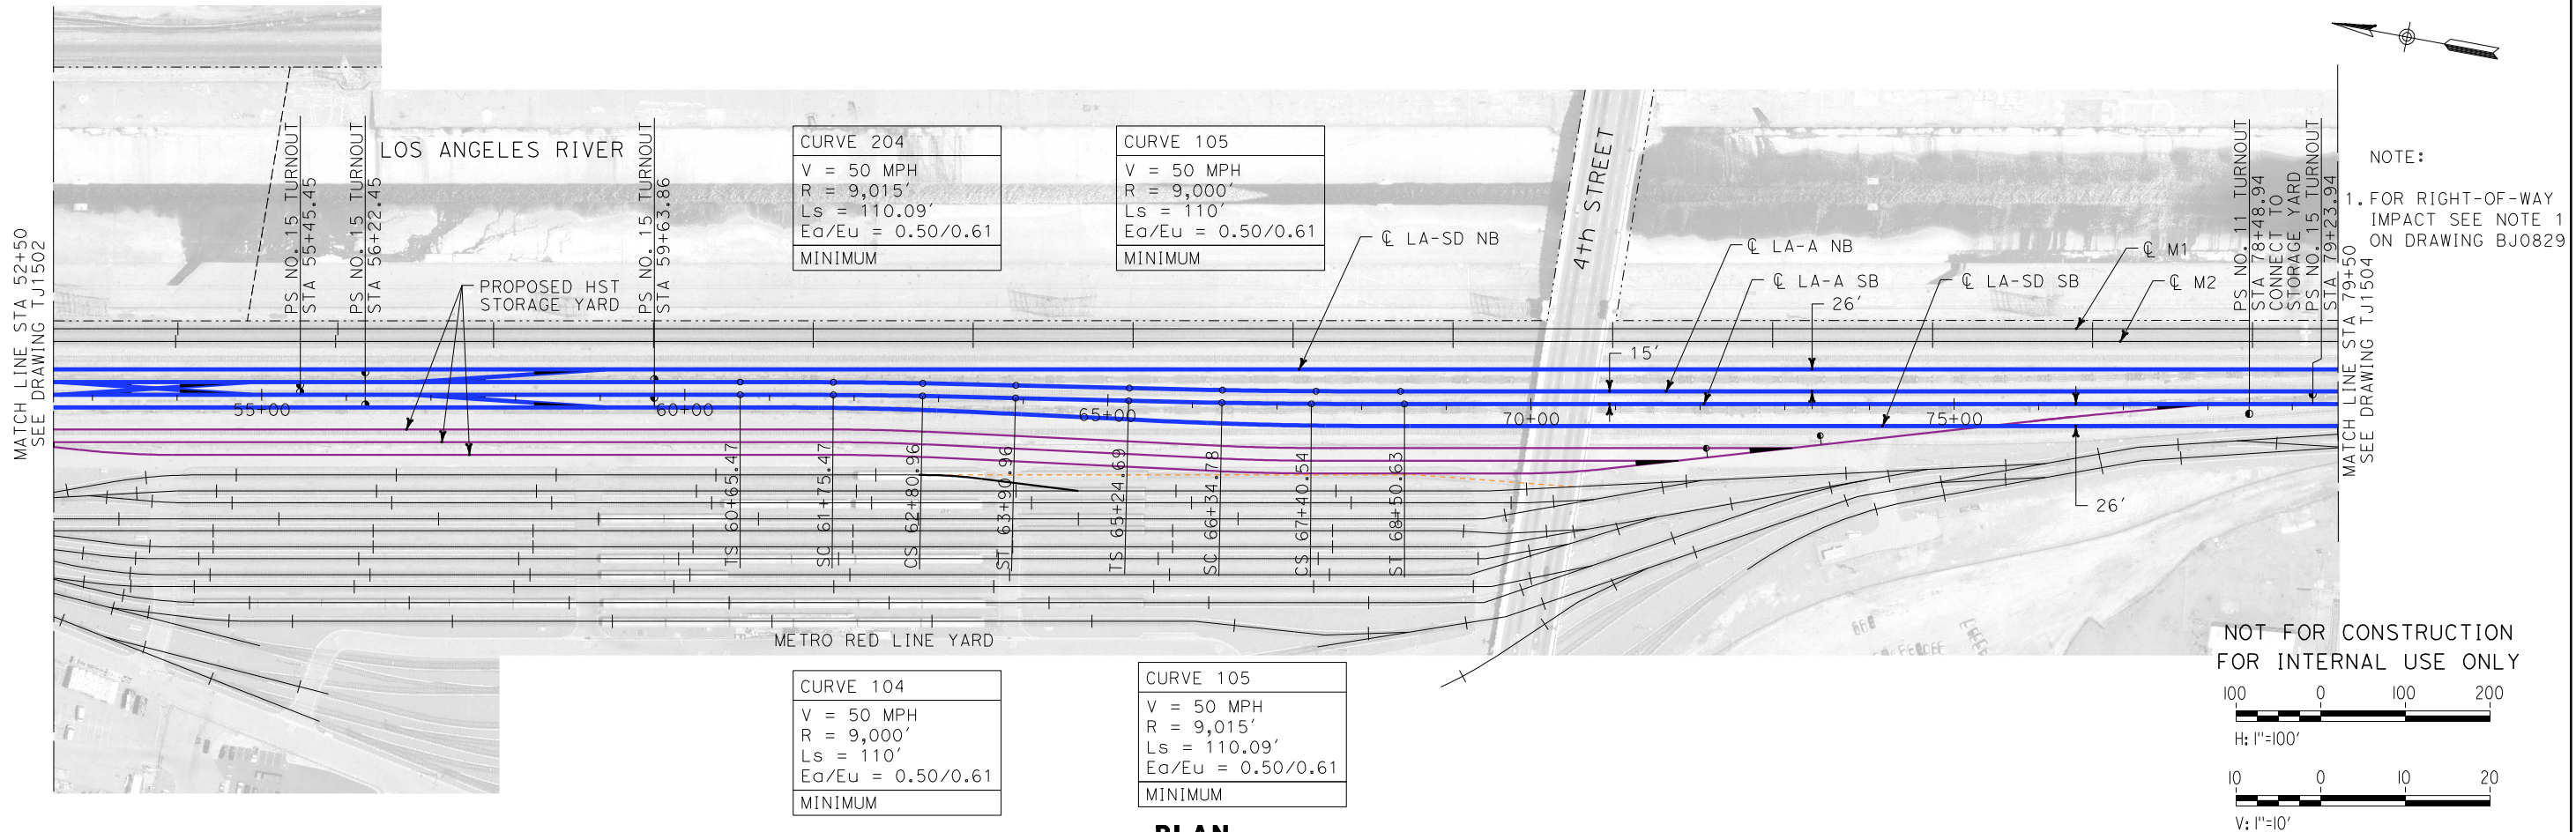 MATCH LINE STA 52+50
SEE DRAWING TJ1502
PS NO. 15 TURNOUT
STA 55+45.45
PS NO. 15 TURNOUT
STA 56+22.45
LOS ANGELES RIVER
PS NO. 15 TURNOUT
STA 59+63.86
PROPOSED HST
STORAGE YARD
CURVE 204
V = 50 MPH
R = 9,015'
Ls = 110.09'
Ea/Eu = 0.50/0.61
MINIMUM
CURVE 105
V = 50 MPH
R = 9,000'
Ls = 110'
Ea/Eu = 0.50/0.61
MINIMUM
℄ LA-SD NB
4th STREET
15'
℄ LA-A NB
℄ LA-A SB
26'
℄ LA-SD SB
℄ M1
℄ M2
PS NO. 11 TURNOUT
STA 78+48.94
CONNECT TO
STORAGE YARD
PS NO. 15 TURNOUT
STA 79+23.94
MATCH LINE STA 79+50
SEE DRAWING TJ1504
NOTE:
1. FOR RIGHT-OF-WAY
IMPACT SEE NOTE 1
ON DRAWING BJ0829
55+00
60+00
65+00
70+00
75+00
TS 60+65.47
SC 61+75.47
CS 62+80.96
ST 63+90.96
TS 65+24.69
SC 66+34.78
CS 67+40.54
ST 68+50.63
26'
METRO RED LINE YARD
CURVE 104
V = 50 MPH
R = 9,000'
Ls = 110'
Ea/Eu = 0.50/0.61
MINIMUM
CURVE 105
V = 50 MPH
R = 9,015'
Ls = 110.09'
Ea/Eu = 0.50/0.61
MINIMUM
NOT FOR CONSTRUCTION
FOR INTERNAL USE ONLY
100 0 100 200
H: 1"=100'
10 0 10 20
V: 1"=10'
PLAN